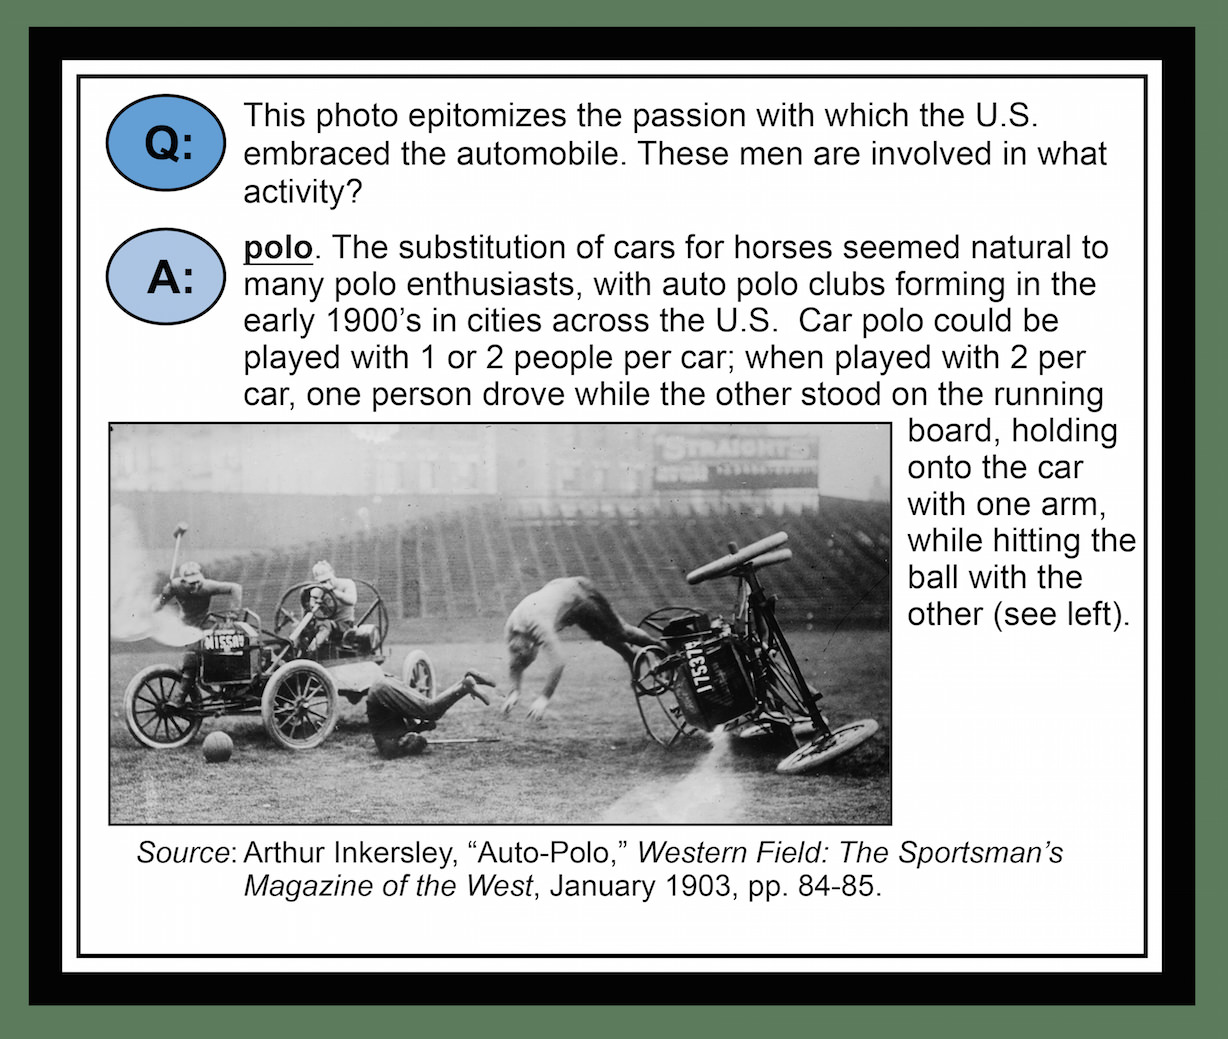 Q:
This photo epitomizes the passion with which the U.S.
embraced the automobile. These men are involved in what
activity?
A:
polo. The substitution of cars for horses seemed natural to
many polo enthusiasts, with auto polo clubs forming in the
early 1900’s in cities across the U.S.  Car polo could be
played with 1 or 2 people per car; when played with 2 per
car, one person drove while the other stood on the running
board, holding
onto the car
with one arm,
while hitting the
ball with the
other (see left).
STRAIGHTS
17537
Source: Arthur Inkersley, “Auto-Polo,” Western Field: The Sportsman’s
Magazine of the West, January 1903, pp. 84-85.